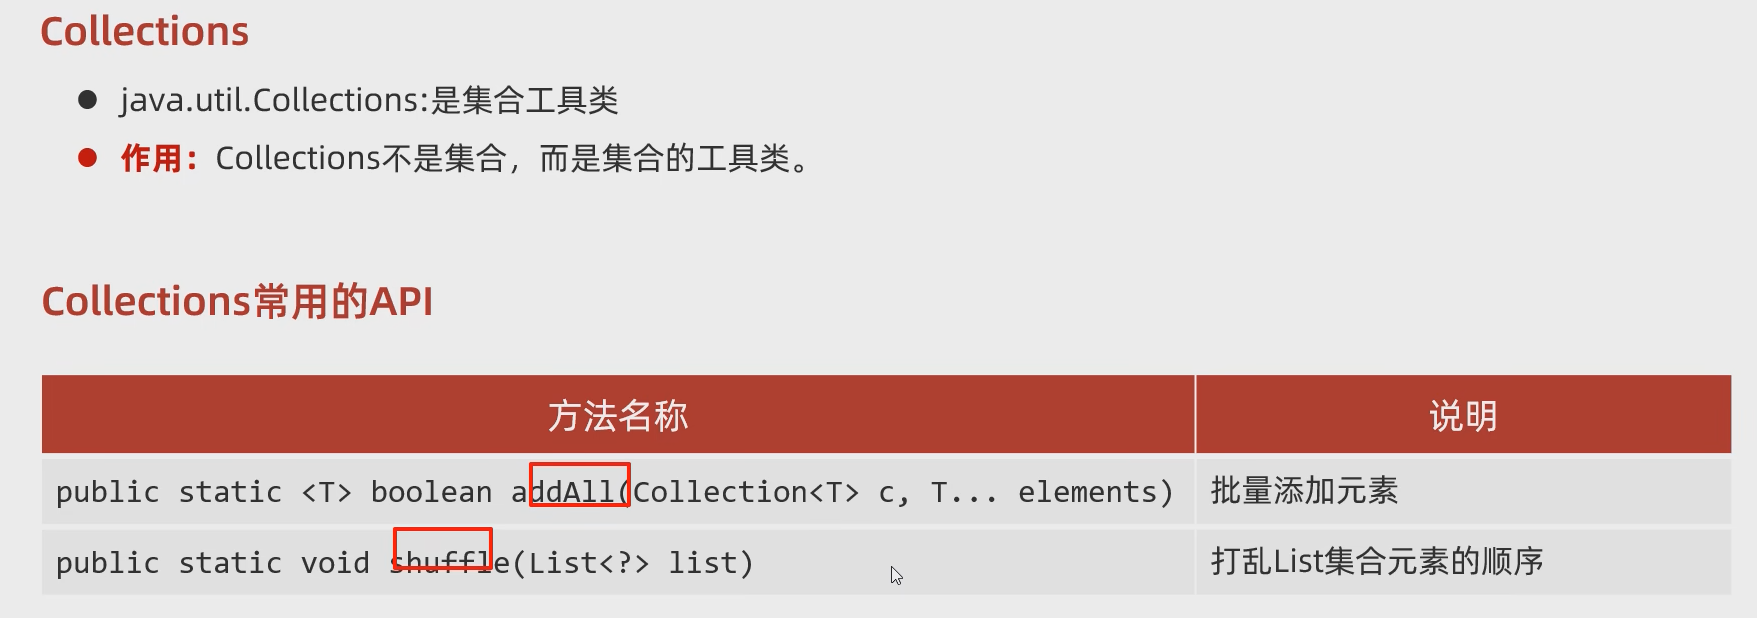 Collections
java.util.Collections:是集合工具类
作用：Collections不是集合，而是集合的工具类。
Collections常用的API
方法名称 说明
public static <T> boolean addAll(Collection<T> c, T... elements) 批量添加元素
public static void shuffle(List<?> list) 打乱List集合元素的顺序